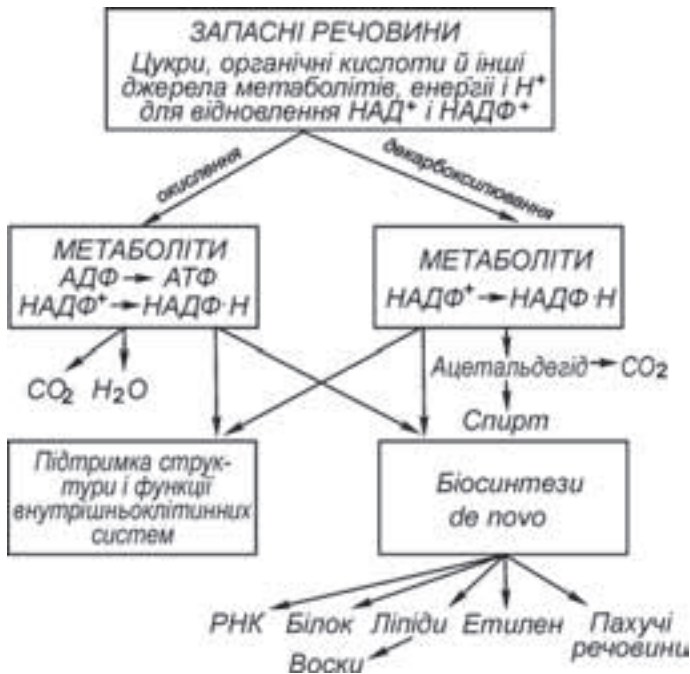 ЗАПАСНІ РЕЧОВИНИ
Цукри, органічні кислоти й інші
джерела метаболітів, енергії і Н⁺
для відновлення НАД⁺ і НАДФ⁺
окислення
декарбоксилювання
МЕТАБОЛІТИ
АДФ → АТФ
НАДФ⁺ → НАДФ·Н
МЕТАБОЛІТИ
НАДФ⁺ → НАДФ·Н
CO₂ H₂O
Ацетальдегід → CO₂
Спирт
Підтримка струк-
тури і функції
внутрішньоклітинних
систем
Біосинтези
de novo
РНК Білок Ліпіди Етилен Пахучі
речовини
Воски